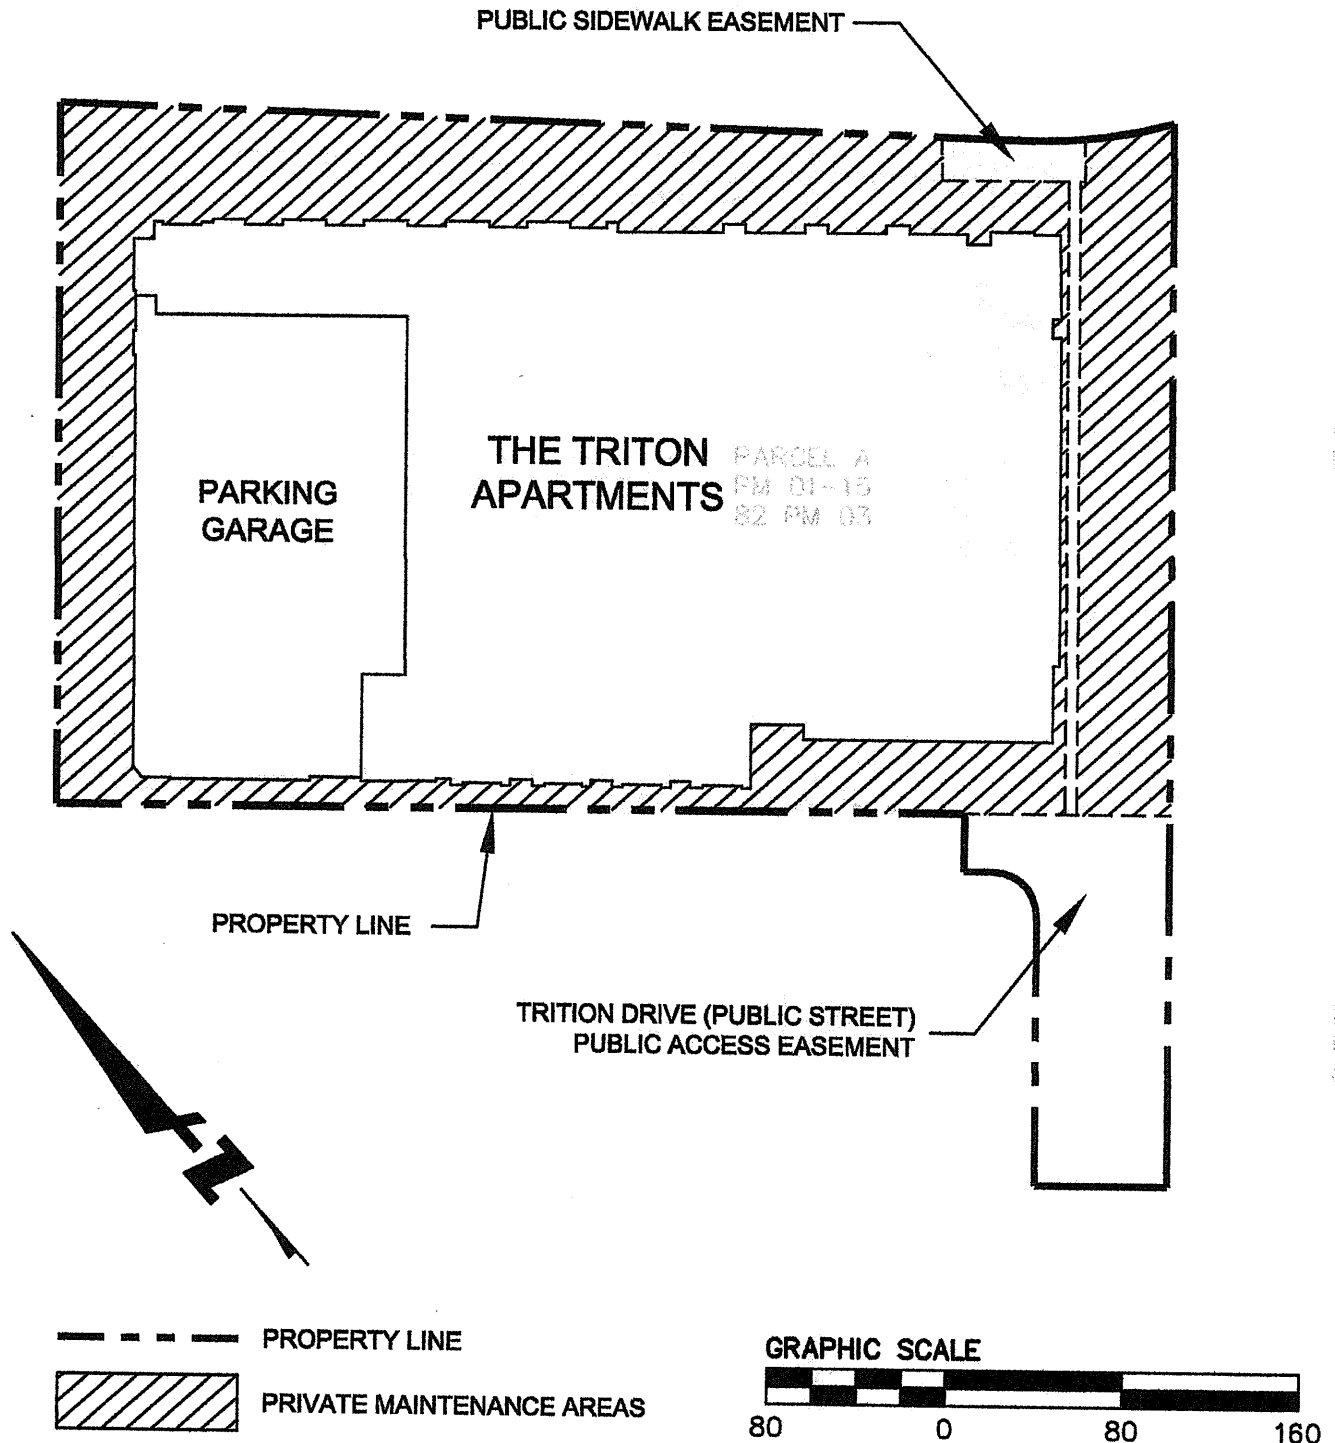 PUBLIC SIDEWALK EASEMENT
THE TRITON
APARTMENTS
PARCEL A
PM 01-15
82 PM 03
PARKING
GARAGE
PROPERTY LINE
TRITION DRIVE (PUBLIC STREET)
PUBLIC ACCESS EASEMENT
N
PROPERTY LINE
PRIVATE MAINTENANCE AREAS
GRAPHIC SCALE
80 0 80 160